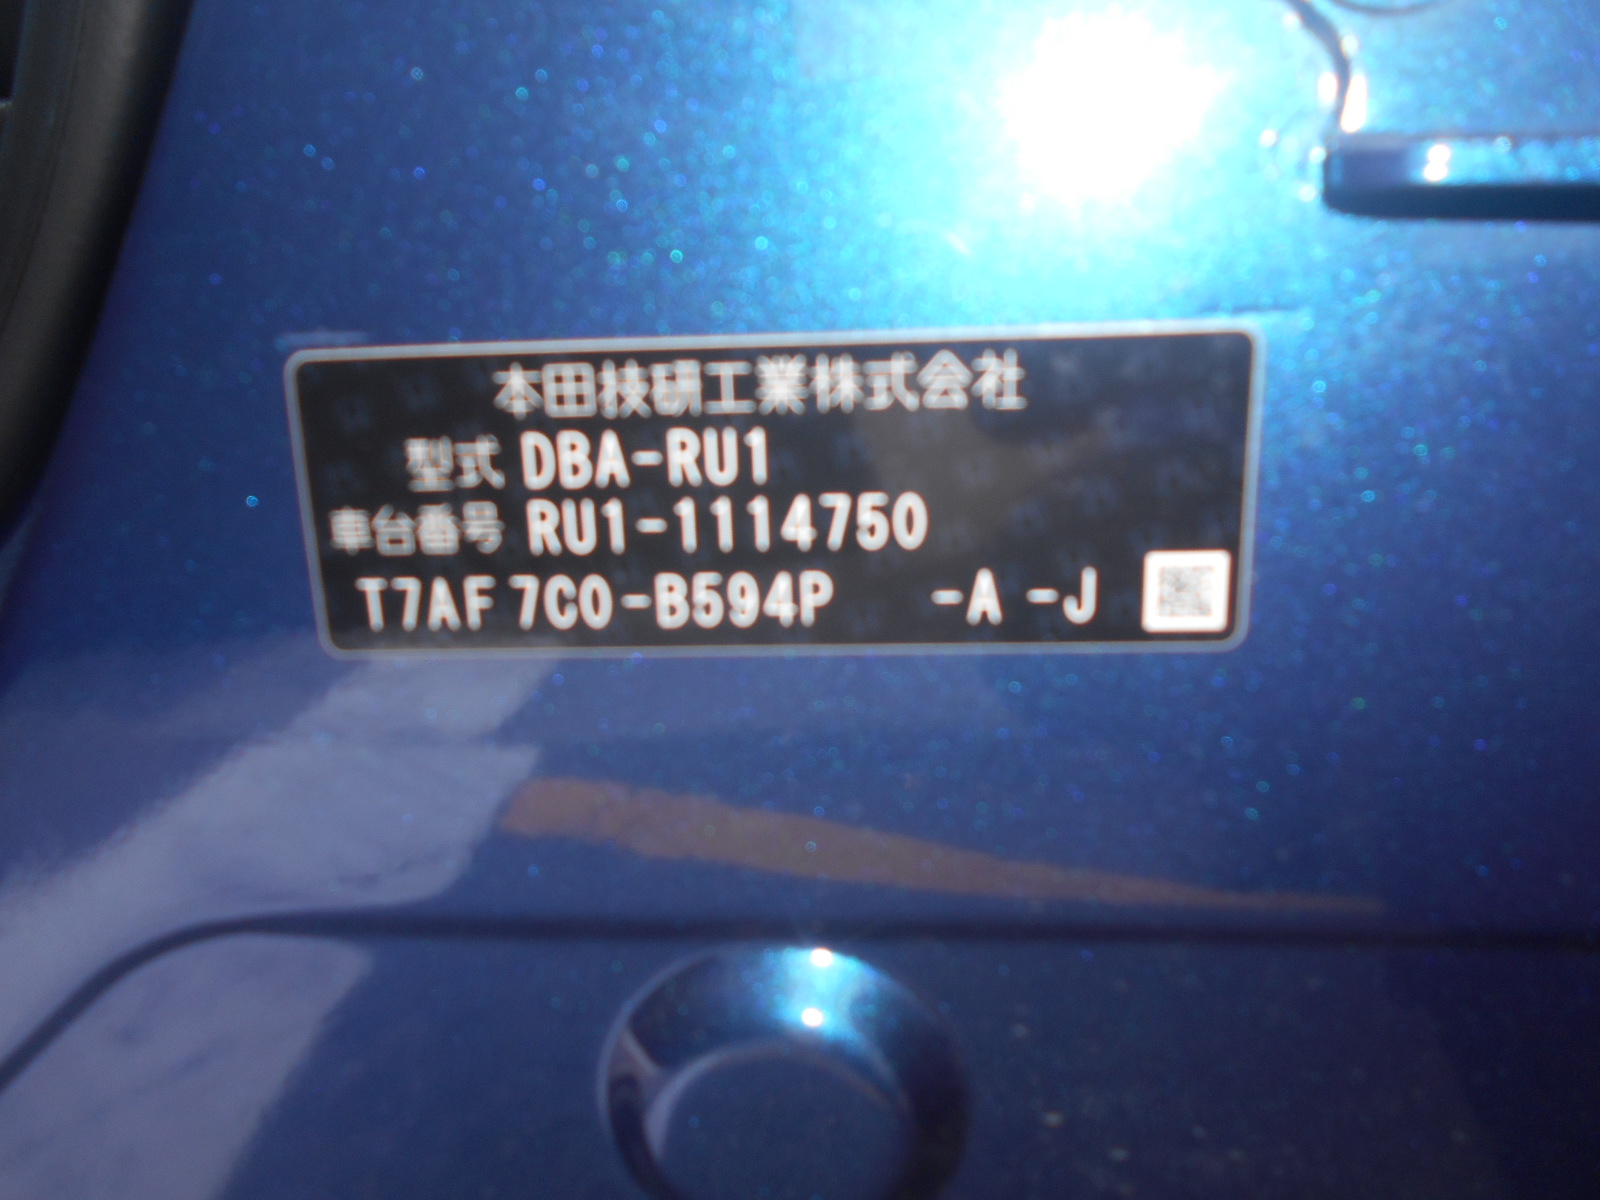 本田技研工業株式会社
型式 DBA-RU1
車台番号 RU1-1114750
T7AF 7C0-B594P -A -J